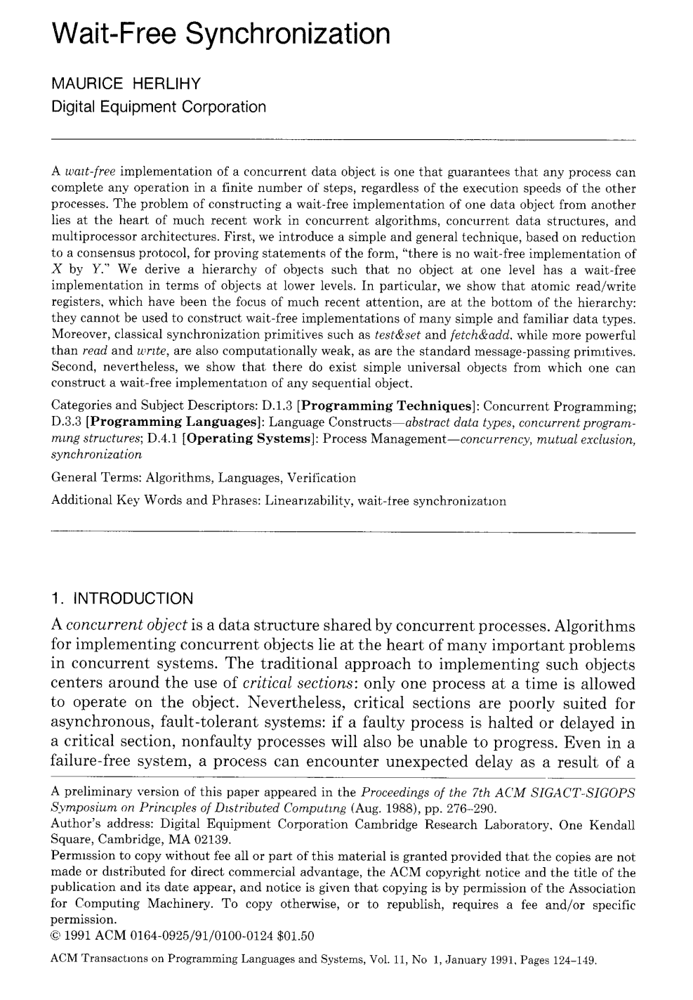 Wait-Free Synchronization
MAURICE HERLIHY
Digital Equipment Corporation
A wait-free implementation of a concurrent data object is one that guarantees that any process can
complete any operation in a finite number of steps, regardless of the execution speeds of the other
processes. The problem of constructing a wait-free implementation of one data object from another
lies at the heart of much recent work in concurrent algorithms, concurrent data structures, and
multiprocessor architectures. First, we introduce a simple and general technique, based on reduction
to a consensus protocol, for proving statements of the form, “there is no wait-free implementation of
X by Y.” We derive a hierarchy of objects such that no object at one level has a wait-free
implementation in terms of objects at lower levels. In particular, we show that atomic read/write
registers, which have been the focus of much recent attention, are at the bottom of the hierarchy:
they cannot be used to construct wait-free implementations of many simple and familiar data types.
Moreover, classical synchronization primitives such as test&set and fetch&add, while more powerful
than read and write, are also computationally weak, as are the standard message-passing primitives.
Second, nevertheless, we show that there do exist simple universal objects from which one can
construct a wait-free implementation of any sequential object.
Categories and Subject Descriptors: D.1.3 [Programming Techniques]: Concurrent Programming;
D.3.3 [Programming Languages]: Language Constructs—abstract data types, concurrent program-
ming structures; D.4.1 [Operating Systems]: Process Management—concurrency, mutual exclusion,
synchronization
General Terms: Algorithms, Languages, Verification
Additional Key Words and Phrases: Linearizability, wait-free synchronization
1. INTRODUCTION
A concurrent object is a data structure shared by concurrent processes. Algorithms
for implementing concurrent objects lie at the heart of many important problems
in concurrent systems. The traditional approach to implementing such objects
centers around the use of critical sections: only one process at a time is allowed
to operate on the object. Nevertheless, critical sections are poorly suited for
asynchronous, fault-tolerant systems: if a faulty process is halted or delayed in
a critical section, nonfaulty processes will also be unable to progress. Even in a
failure-free system, a process can encounter unexpected delay as a result of a
A preliminary version of this paper appeared in the Proceedings of the 7th ACM SIGACT-SIGOPS
Symposium on Principles of Distributed Computing (Aug. 1988), pp. 276–290.
Author's address: Digital Equipment Corporation Cambridge Research Laboratory, One Kendall
Square, Cambridge, MA 02139.
Permission to copy without fee all or part of this material is granted provided that the copies are not
made or distributed for direct commercial advantage, the ACM copyright notice and the title of the
publication and its date appear, and notice is given that copying is by permission of the Association
for Computing Machinery. To copy otherwise, or to republish, requires a fee and/or specific
permission.
© 1991 ACM 0164-0925/91/0100-0124 $01.50
ACM Transactions on Programming Languages and Systems, Vol. 11, No 1, January 1991, Pages 124–149.